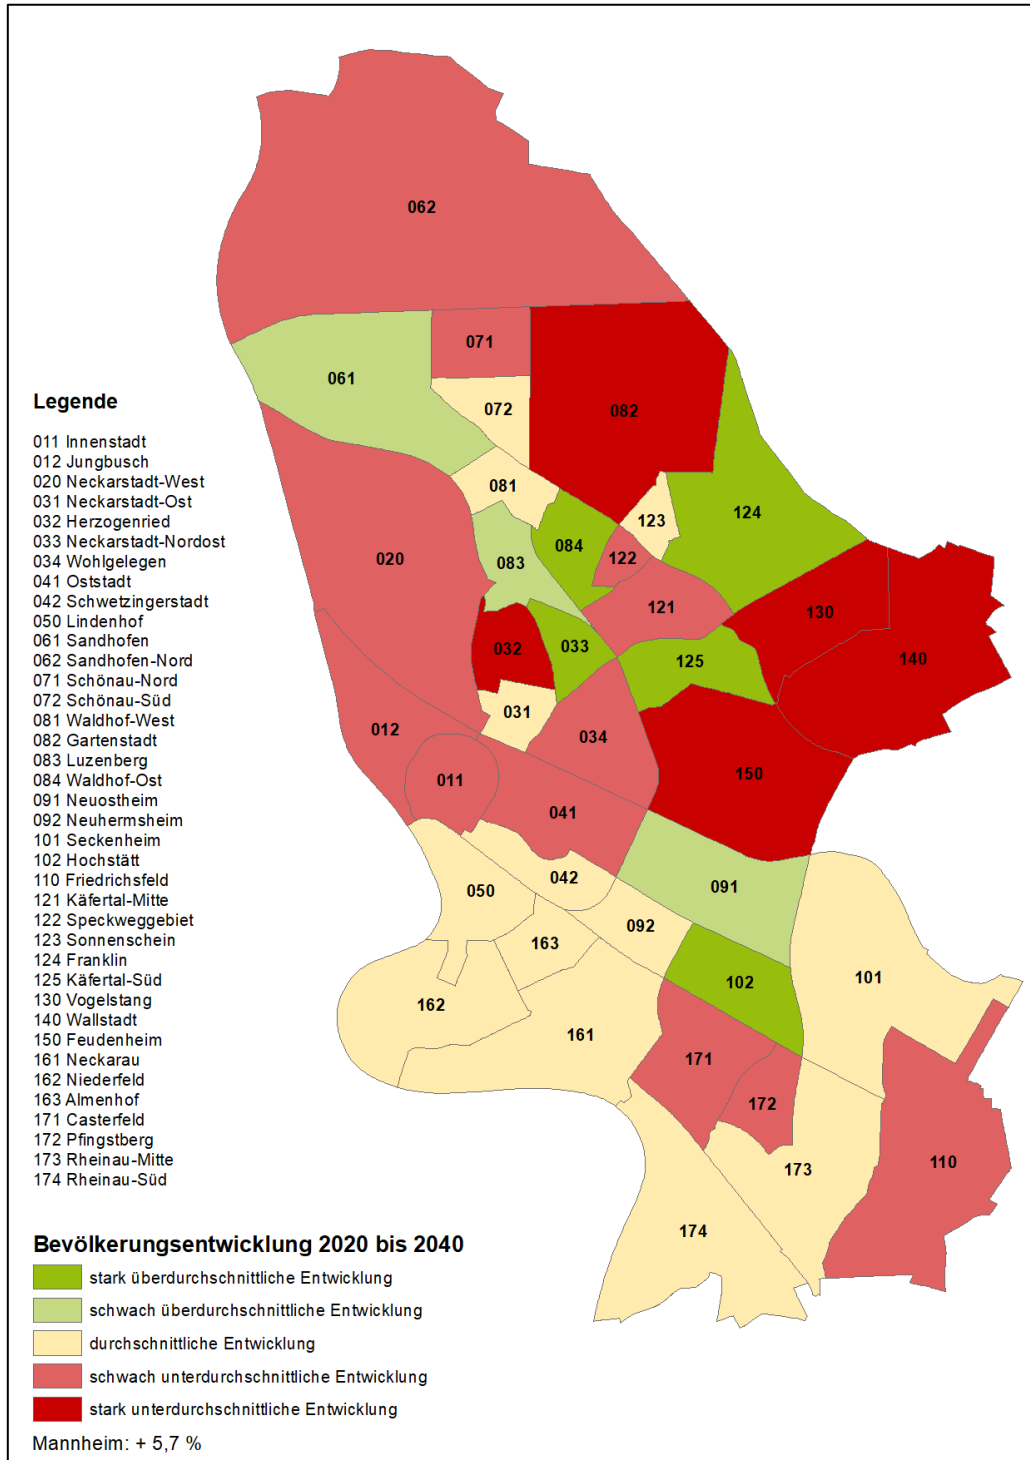 062
071
061
072
082
Legende
011 Innenstadt
012 Jungbusch
020 Neckarstadt-West
031 Neckarstadt-Ost
032 Herzogenried
033 Neckarstadt-Nordost
034 Wohlgelegen
041 Oststadt
042 Schwetzingerstadt
050 Lindenhof
061 Sandhofen
062 Sandhofen-Nord
071 Schönau-Nord
072 Schönau-Süd
081 Waldhof-West
082 Gartenstadt
083 Luzenberg
084 Waldhof-Ost
091 Neuostheim
092 Neuhermsheim
101 Seckenheim
102 Hochstätt
110 Friedrichsfeld
121 Käfertal-Mitte
122 Speckweggebiet
123 Sonnenschein
124 Franklin
125 Käfertal-Süd
130 Vogelstang
140 Wallstadt
150 Feudenheim
161 Neckarau
162 Niederfeld
163 Almenhof
171 Casterfeld
172 Pfingstberg
173 Rheinau-Mitte
174 Rheinau-Süd
081
123
124
084
122
020
083
121
130
032
033
125
140
031
012
034
011
150
041
042
091
050
092
163
101
102
162
161
171
172
110
173
174
Bevölkerungsentwicklung 2020 bis 2040
stark überdurchschnittliche Entwicklung
schwach überdurchschnittliche Entwicklung
durchschnittliche Entwicklung
schwach unterdurchschnittliche Entwicklung
stark unterdurchschnittliche Entwicklung
Mannheim: + 5,7 %